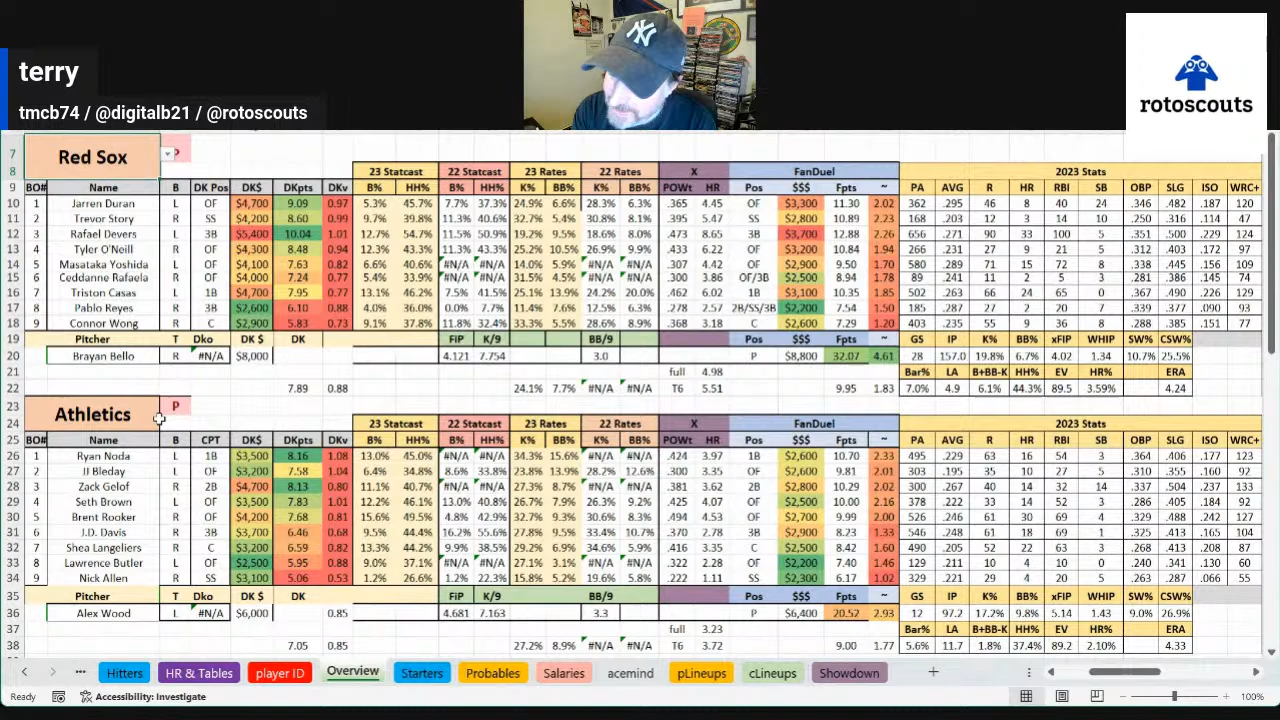 terry
tmcb74 / @digitalb21 / @rotoscouts
rotoscouts
7 Red Sox P
8 23 Statcast 22 Statcast 23 Rates 22 Rates X FanDuel 2023 Stats
9 BO# Name B DK Pos DK$ DKpts DKv B% HH% B% HH% K% BB% K% BB% POWt HR Pos $$$ Fpts ~ PA AVG R HR RBI SB OBP SLG ISO WRC+
10 1 Jarren Duran L OF $4,700 9.09 0.97 5.3% 45.7% 7.7% 37.3% 24.9% 6.6% 28.3% 6.3% .365 4.45 OF $3,300 11.30 2.02 362 .295 46 8 40 24 .346 .482 .187 120
11 2 Trevor Story R SS $4,200 8.60 0.99 9.7% 39.8% 11.3% 40.6% 32.7% 5.4% 30.8% 8.1% .395 5.47 SS $2,800 10.89 2.23 168 .203 12 3 14 10 .250 .316 .114 47
12 3 Rafael Devers L 3B $5,400 10.04 1.01 12.7% 54.7% 11.5% 50.9% 19.2% 9.5% 18.6% 8.0% .473 8.65 3B $3,700 12.88 2.26 656 .271 90 33 100 5 .351 .500 .229 124
13 4 Tyler O'Neill R OF $4,300 8.48 0.94 12.3% 43.3% 11.3% 43.3% 25.2% 10.5% 26.9% 9.9% .433 6.22 OF $3,200 10.84 1.94 266 .231 27 9 21 5 .312 .403 .172 97
14 5 Masataka Yoshida L OF $4,100 7.63 0.82 6.6% 40.6% #N/A #N/A 14.0% 5.9% #N/A #N/A .307 4.42 OF $2,900 9.50 1.70 580 .289 71 15 72 8 .338 .445 .156 109
15 6 Ceddanne Rafaela R OF $4,000 7.24 0.77 5.4% 39.9% #N/A #N/A 31.5% 4.5% #N/A #N/A .300 3.86 OF/3B $2,500 8.94 1.78 89 .241 11 2 5 3 .281 .386 .145 74
16 7 Triston Casas L 1B $4,700 7.95 0.77 13.1% 46.2% 7.5% 41.5% 25.1% 13.9% 24.2% 20.0% .462 6.02 1B $3,100 10.35 1.85 502 .263 66 24 65 0 .367 .490 .226 129
17 8 Pablo Reyes R 3B $2,600 6.10 0.88 4.0% 36.0% 0.0% 7.7% 11.4% 7.6% 12.5% 6.3% .278 2.57 2B/SS/3B $2,200 7.54 1.50 185 .287 27 2 20 7 .339 .377 .090 93
18 9 Connor Wong R C $2,900 5.83 0.73 9.1% 37.8% 11.8% 32.4% 33.3% 5.5% 28.6% 8.9% .368 3.18 C $2,600 7.29 1.20 403 .235 55 9 36 8 .288 .385 .151 77
19 Pitcher T Dko DK $ DK FiP K/9 BB/9 Pos $$$ Fpts GS IP K% BB% xFIP WHIP SW% CSW%
20 Brayan Bello R #N/A $8,000 4.121 7.754 3.0 P $8,800 32.07 4.61 28 157.0 19.8% 6.7% 4.02 1.34 10.7% 25.5%
21 full 4.98 Bar% LA B+BB-K HH% EV HR% ERA
22 7.89 0.88 24.1% 7.7% #N/A #N/A T6 5.51 9.95 1.83 7.0% 4.9 6.1% 44.3% 89.5 3.59% 4.24
23 Athletics P
24 23 Statcast 22 Statcast 23 Rates 22 Rates X FanDuel 2023 Stats
25 BO# Name B CPT DK$ DKpts DKv B% HH% B% HH% K% BB% K% BB% POWt HR Pos $$$ Fpts ~ PA AVG R HR RBI SB OBP SLG ISO WRC+
26 1 Ryan Noda L 1B $3,500 8.16 1.08 13.0% 45.0% #N/A #N/A 34.3% 15.6% #N/A #N/A .424 3.97 1B $2,600 10.70 2.33 495 .229 63 16 54 3 .364 .406 .177 123
27 2 JJ Bleday L OF $3,200 7.58 1.04 6.4% 34.8% 8.6% 33.8% 23.8% 13.9% 28.2% 12.6% .300 3.35 OF $2,600 9.81 2.01 303 .195 35 10 27 5 .310 .355 .160 92
28 3 Zack Gelof R 2B $4,700 8.13 0.80 11.1% 40.7% #N/A #N/A 27.3% 8.7% #N/A #N/A .381 3.62 2B $2,800 10.29 2.02 300 .267 40 14 32 14 .337 .504 .237 133
29 4 Seth Brown L OF $3,500 7.83 1.01 12.2% 46.1% 13.0% 40.8% 26.7% 7.9% 26.3% 9.2% .425 4.07 OF $2,500 10.00 2.16 378 .222 33 14 52 3 .286 .405 .184 92
30 5 Brent Rooker R OF $4,200 7.68 0.81 15.6% 49.5% 4.8% 42.9% 32.7% 9.3% 30.6% 8.3% .494 4.53 OF $2,700 9.99 2.00 526 .246 61 30 69 4 .329 .488 .242 127
31 6 J.D. Davis R 3B $3,700 6.46 0.68 9.5% 44.4% 16.2% 55.6% 27.8% 9.5% 33.4% 10.7% .370 2.78 3B $2,900 8.23 1.33 546 .248 61 18 69 1 .325 .413 .165 104
32 7 Shea Langeliers R C $3,200 6.59 0.82 13.3% 44.2% 9.9% 38.5% 29.2% 6.9% 34.6% 5.9% .416 3.35 C $2,500 8.42 1.60 490 .205 52 22 63 3 .268 .413 .208 87
33 8 Lawrence Butler L OF $2,500 5.95 0.88 9.0% 37.1% #N/A #N/A 27.1% 3.1% #N/A #N/A .322 2.28 OF $2,200 7.40 1.46 129 .211 10 4 10 0 .240 .341 .130 60
34 9 Nick Allen R SS $3,100 5.06 0.53 1.2% 26.6% 1.2% 22.3% 15.8% 5.2% 19.6% 5.8% .222 1.11 SS $2,300 6.17 1.02 329 .221 29 4 20 5 .263 .287 .066 55
35 Pitcher T Dko DK $ DK FiP K/9 BB/9 Pos $$$ Fpts GS IP K% BB% xFIP WHIP SW% CSW%
36 Alex Wood L #N/A $6,000 0.85 4.681 7.163 3.3 P $6,400 20.52 2.93 12 97.2 17.2% 9.8% 5.14 1.43 9.0% 26.9%
37 full 3.23 Bar% LA B+BB-K HH% EV HR% ERA
38 7.05 0.85 27.2% 8.9% #N/A #N/A T6 3.72 9.00 1.77 5.6% 11.7 1.8% 37.4% 89.2 2.10% 4.33
Hitters HR & Tables player ID Overview Starters Probables Salaries acemind pLineups cLineups Showdown
Ready Accessibility: Investigate 100%